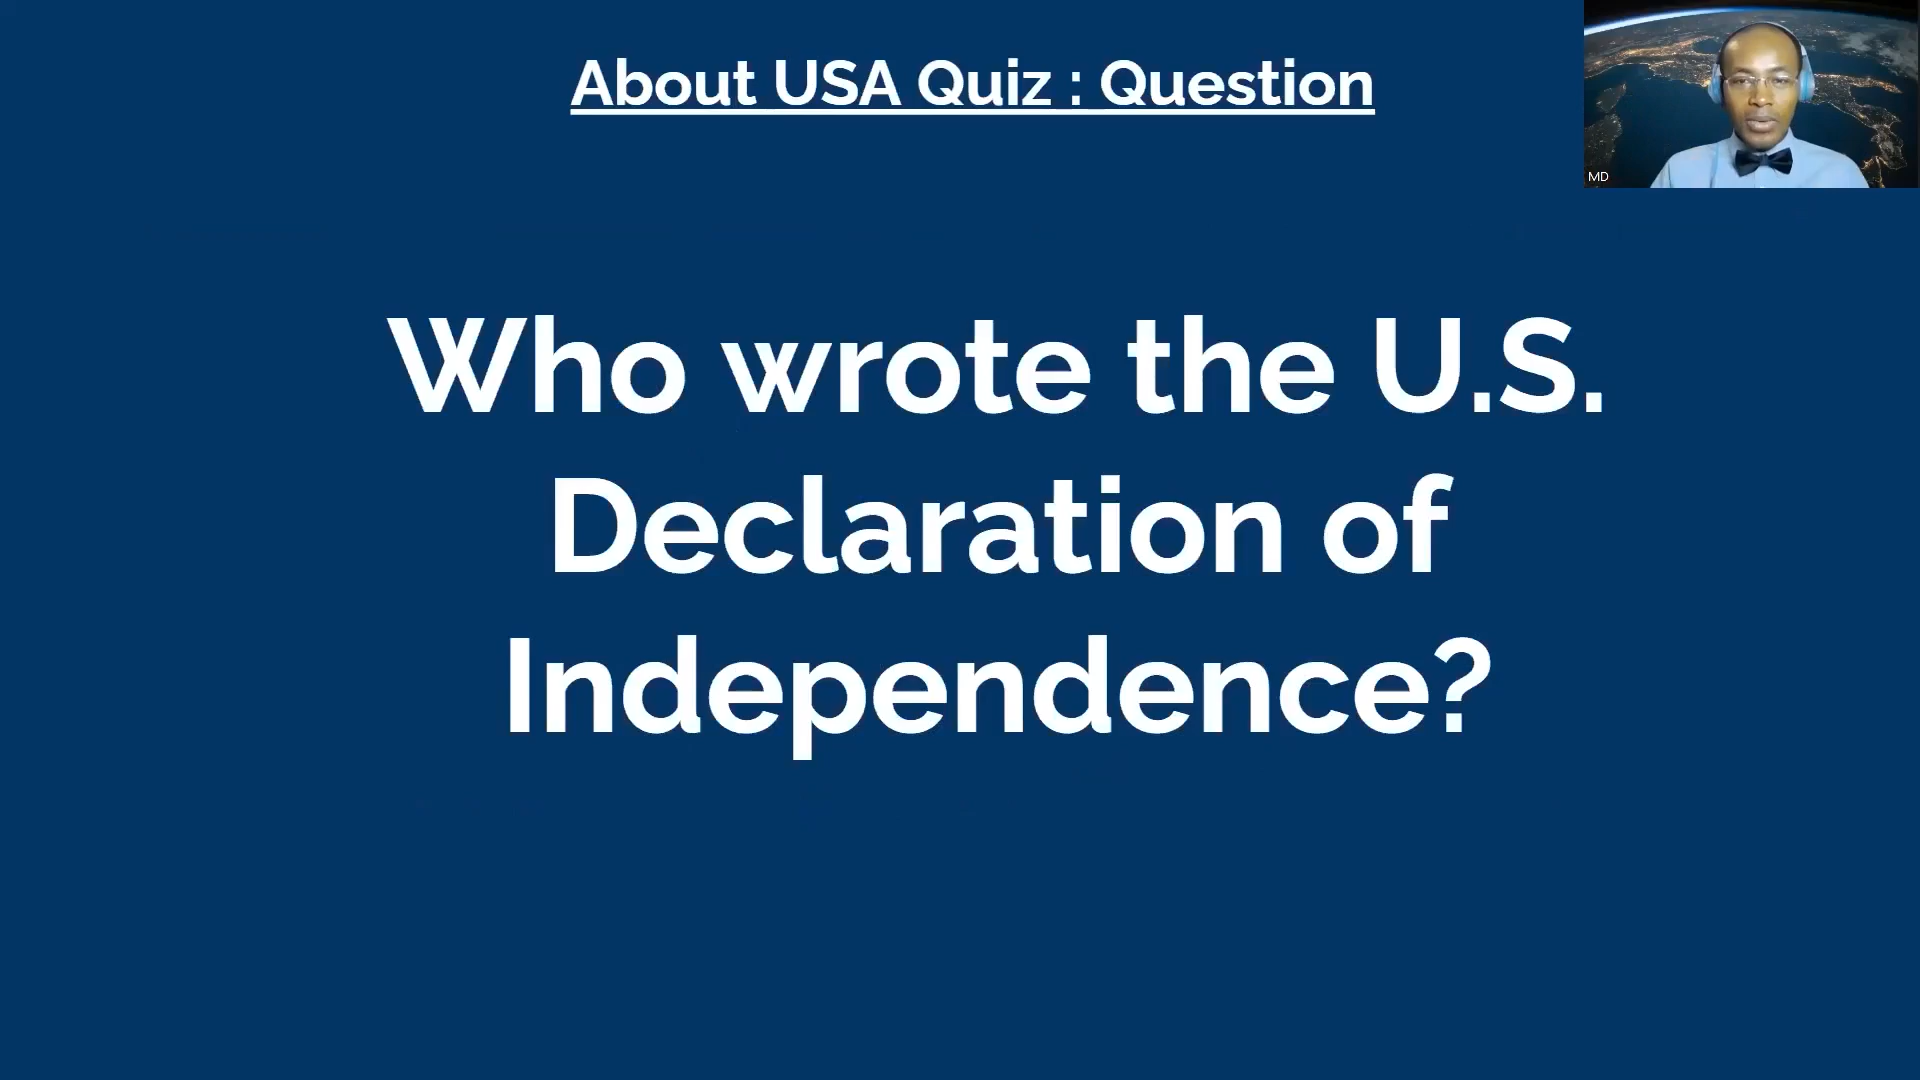 About USA Quiz : Question
MD
Who wrote the U.S.
Declaration of
Independence?